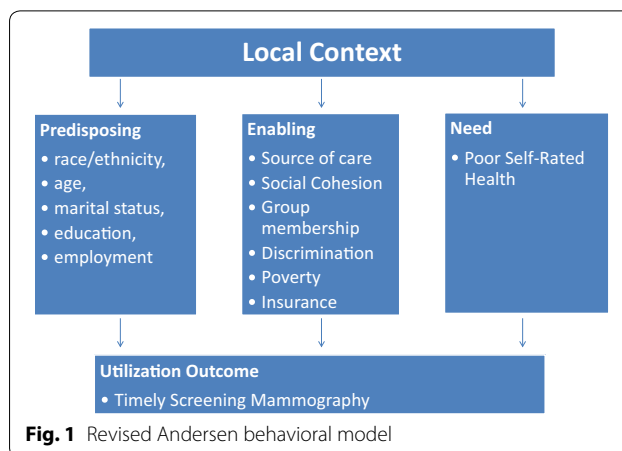 Local Context
Predisposing
• race/ethnicity,
• age,
• marital status,
• education,
• employment
Enabling
• Source of care
• Social Cohesion
• Group
membership
• Discrimination
• Poverty
• Insurance
Need
• Poor Self-Rated
Health
Utilization Outcome
• Timely Screening Mammography
Fig. 1 Revised Andersen behavioral model